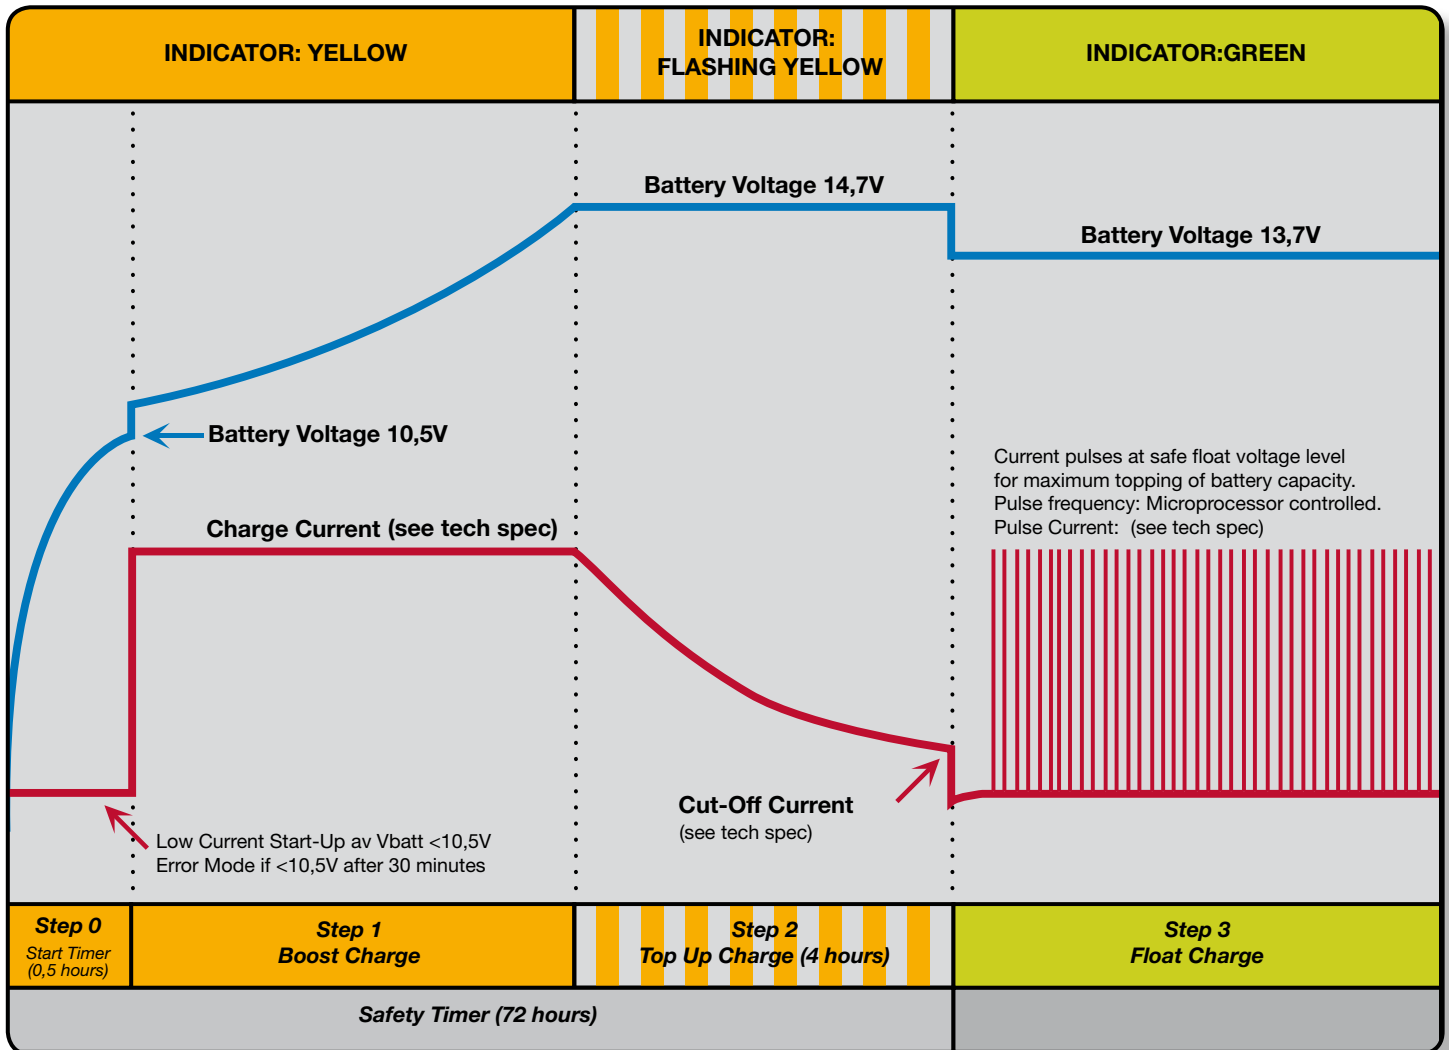 INDICATOR: YELLOW
INDICATOR:
FLASHING YELLOW
INDICATOR:GREEN
Battery Voltage 14,7V
Battery Voltage 13,7V
Battery Voltage 10,5V
Current pulses at safe float voltage level
for maximum topping of battery capacity.
Pulse frequency: Microprocessor controlled.
Pulse Current: (see tech spec)
Charge Current (see tech spec)
Cut-Off Current
(see tech spec)
Low Current Start-Up av Vbatt <10,5V
Error Mode if <10,5V after 30 minutes
Step 0
Start Timer
(0,5 hours)
Step 1
Boost Charge
Step 2
Top Up Charge (4 hours)
Step 3
Float Charge
Safety Timer (72 hours)